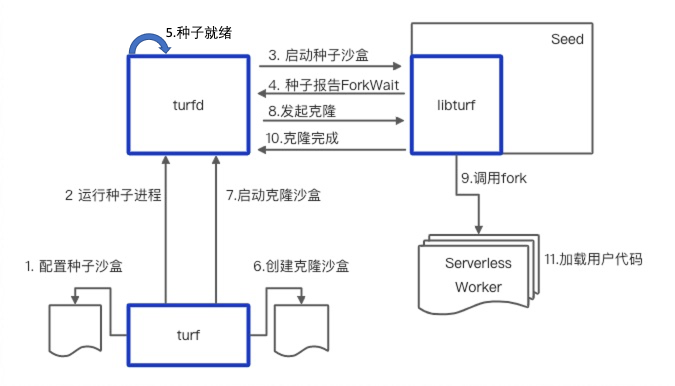 5.种子就绪
Seed
3. 启动种子沙盒
4. 种子报告ForkWait
turfd
libturf
8.发起克隆
10.克隆完成
9.调用fork
2 运行种子进程
7.启动克隆沙盒
1. 配置种子沙盒
6.创建克隆沙盒
Serverless
Worker
11.加载用户代码
turf